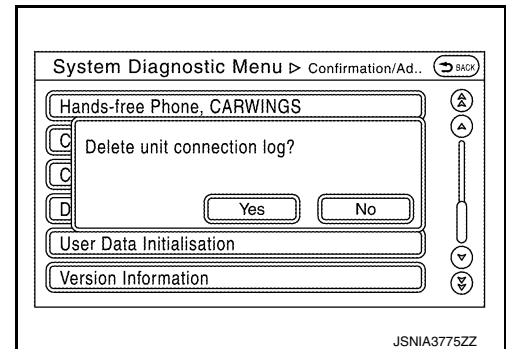 System Diagnostic Menu ▷ Confirmation/Ad.. BACK
Hands-free Phone, CARWINGS
C
Delete unit connection log?
C
D
Yes No
User Data Initialisation
Version Information
JSNIA3775ZZ